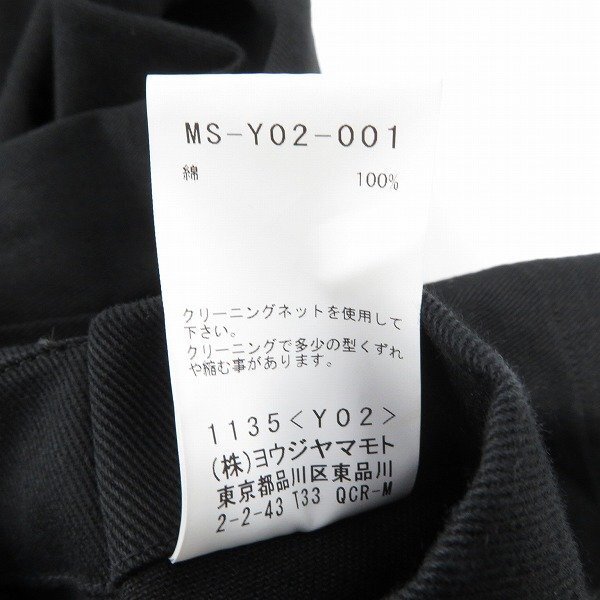 MS-Y02-001
綿 100%
クリーニングネットを使用して
下さい。
クリーニングで多少の型くずれ
や縮む事があります。
1135<Y02>
(株)ヨウジヤマモト
東京都品川区東品川
2-2-43 T33 QCR-M